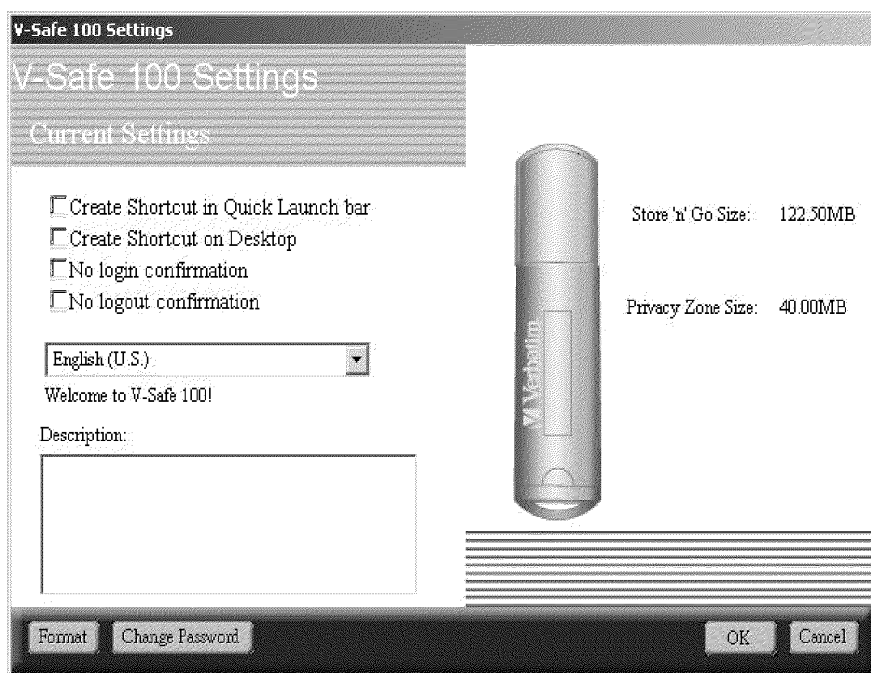 V-Safe 100 Settings
V-Safe 100 Settings
Current Settings
Create Shortcut in Quick Launch bar
Create Shortcut on Desktop
No login confirmation
No logout confirmation
English (U.S.)
Welcome to V-Safe 100!
Description:
Verbatim
Store 'n' Go Size: 122.50MB
Privacy Zone Size: 40.00MB
Format Change Password OK Cancel